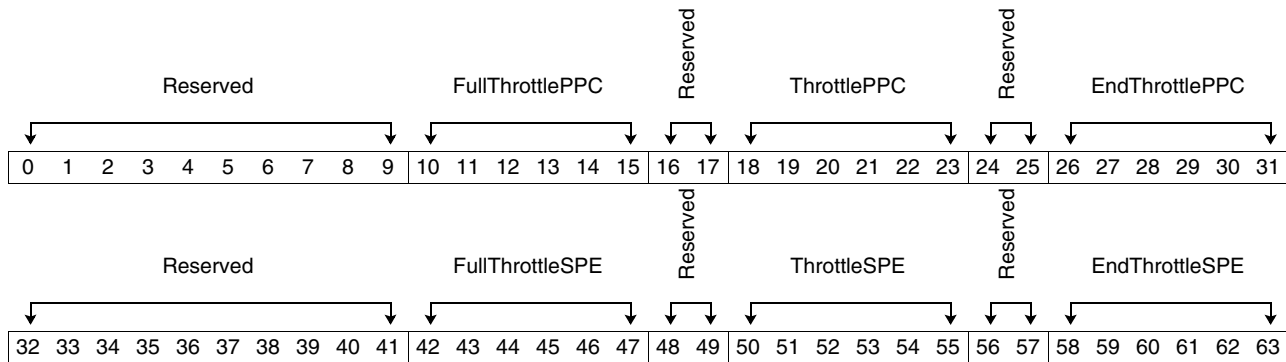 Reserved FullThrottlePPC Reserved ThrottlePPC Reserved EndThrottlePPC
0 1 2 3 4 5 6 7 8 9 10 11 12 13 14 15 16 17 18 19 20 21 22 23 24 25 26 27 28 29 30 31
Reserved FullThrottleSPE Reserved ThrottleSPE Reserved EndThrottleSPE
32 33 34 35 36 37 38 39 40 41 42 43 44 45 46 47 48 49 50 51 52 53 54 55 56 57 58 59 60 61 62 63